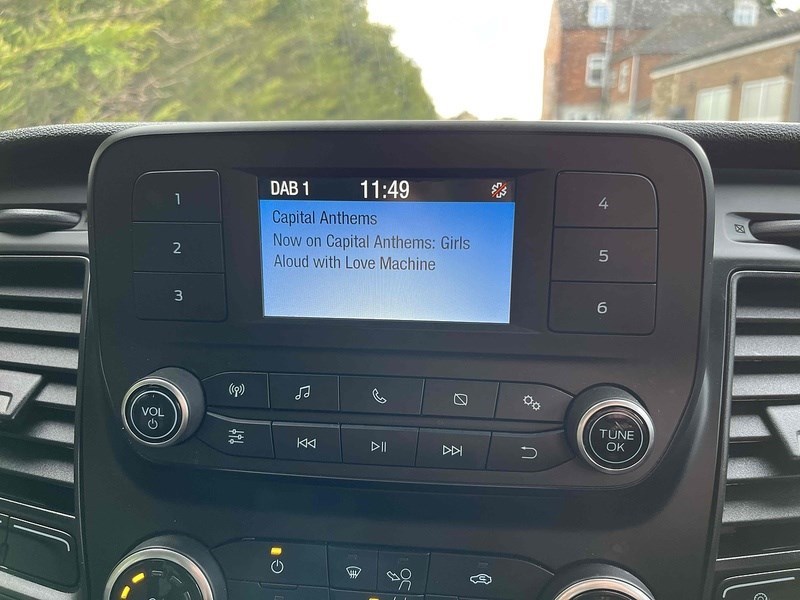 DAB 1 11:49
Capital Anthems
Now on Capital Anthems: Girls
Aloud with Love Machine
1
2
3
4
5
6
VOL
TUNE
OK